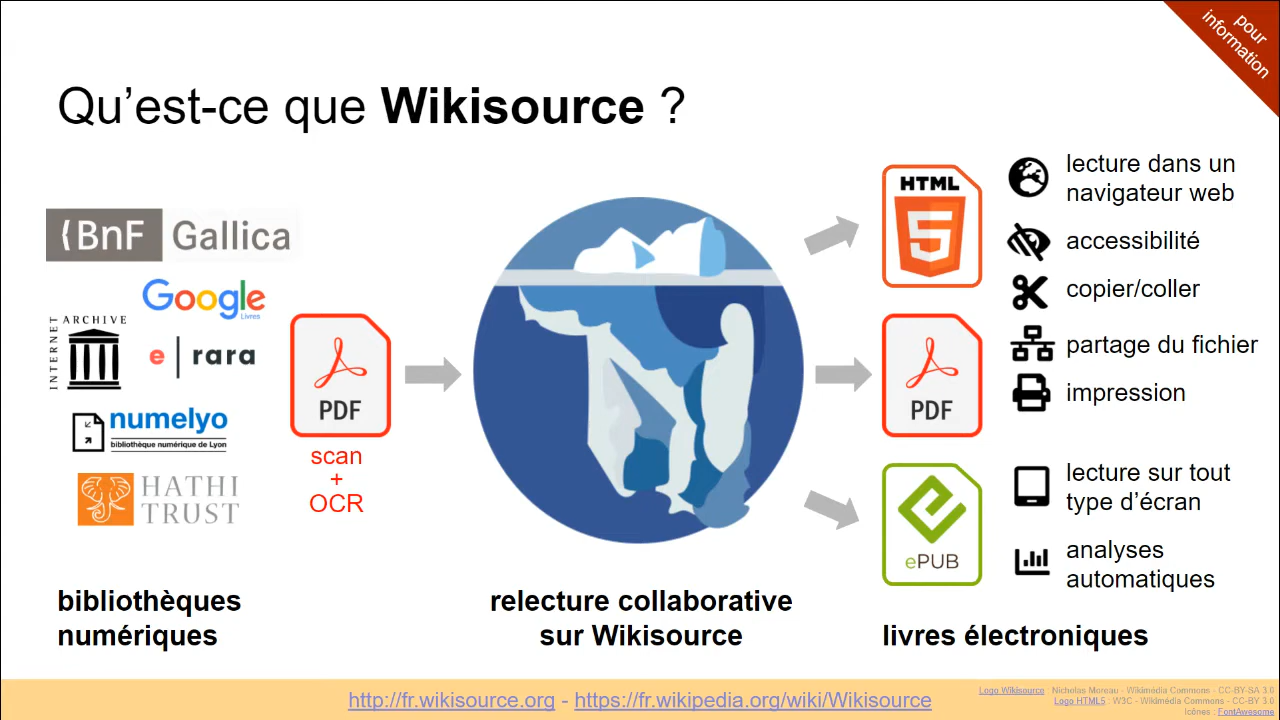 pour
information
Qu’est-ce que Wikisource ?
BnF Gallica
Google
Livres
INTERNET ARCHIVE
e | rara
numelyo
bibliothèque numérique de Lyon
HATHI
TRUST
PDF
scan
+
OCR
bibliothèques
numériques
relecture collaborative
sur Wikisource
HTML
5
PDF
ePUB
lecture dans un
navigateur web
accessibilité
copier/coller
partage du fichier
impression
lecture sur tout
type d’écran
analyses
automatiques
livres électroniques
http://fr.wikisource.org - https://fr.wikipedia.org/wiki/Wikisource
Logo Wikisource : Nicholas Moreau - Wikimédia Commons - CC-BY-SA 3.0
Logo HTML5 : W3C - Wikimédia Commons - CC-BY 3.0
Icônes : FontAwesome